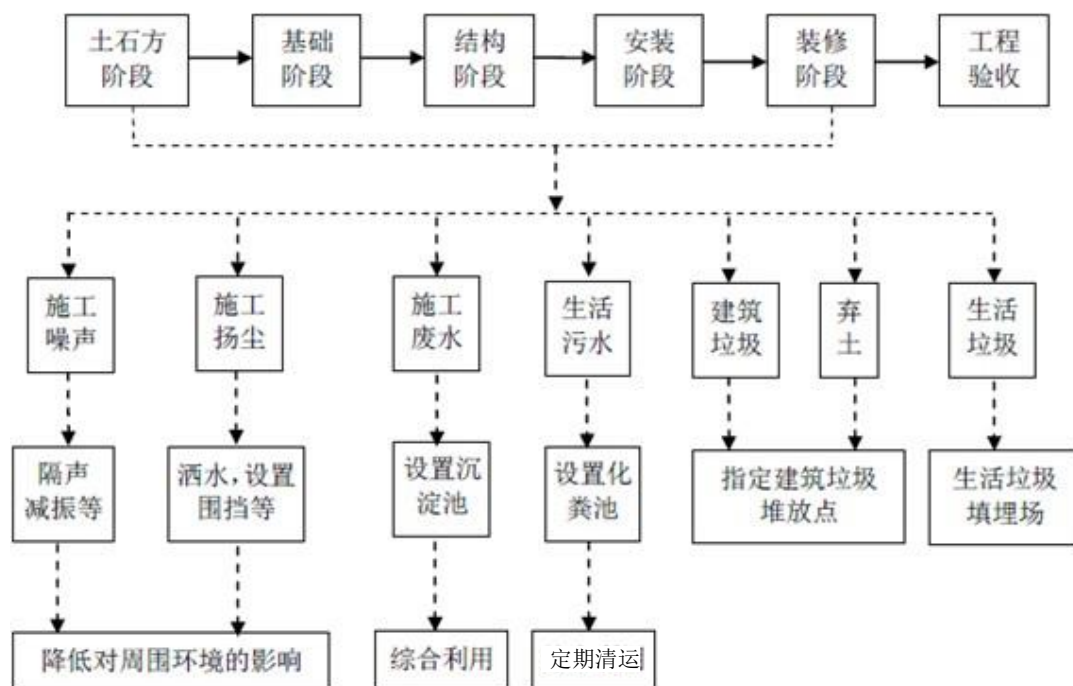 土石方
阶段
基础
阶段
结构
阶段
安装
阶段
装修
阶段
工程
验收
施工
噪声
施工
扬尘
施工
废水
生活
污水
建筑
垃圾
弃
土
生活
垃圾
隔声
减振等
洒水，设置
围挡等
设置沉
淀池
设置化
粪池
指定建筑垃圾
堆放点
生活垃圾
填埋场
降低对周围环境的影响
综合利用
定期清运